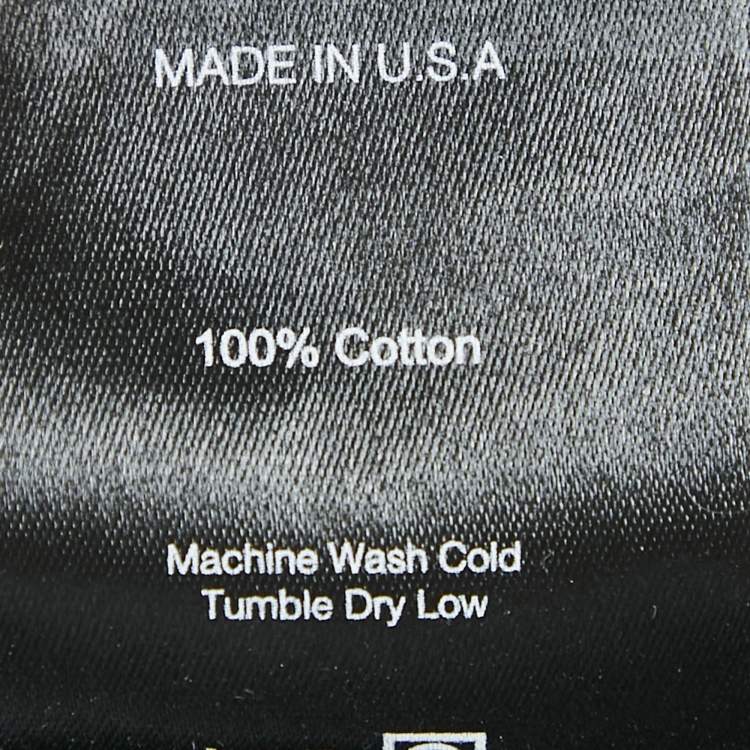 MADE IN U.S.A
100% Cotton
Machine Wash Cold
Tumble Dry Low